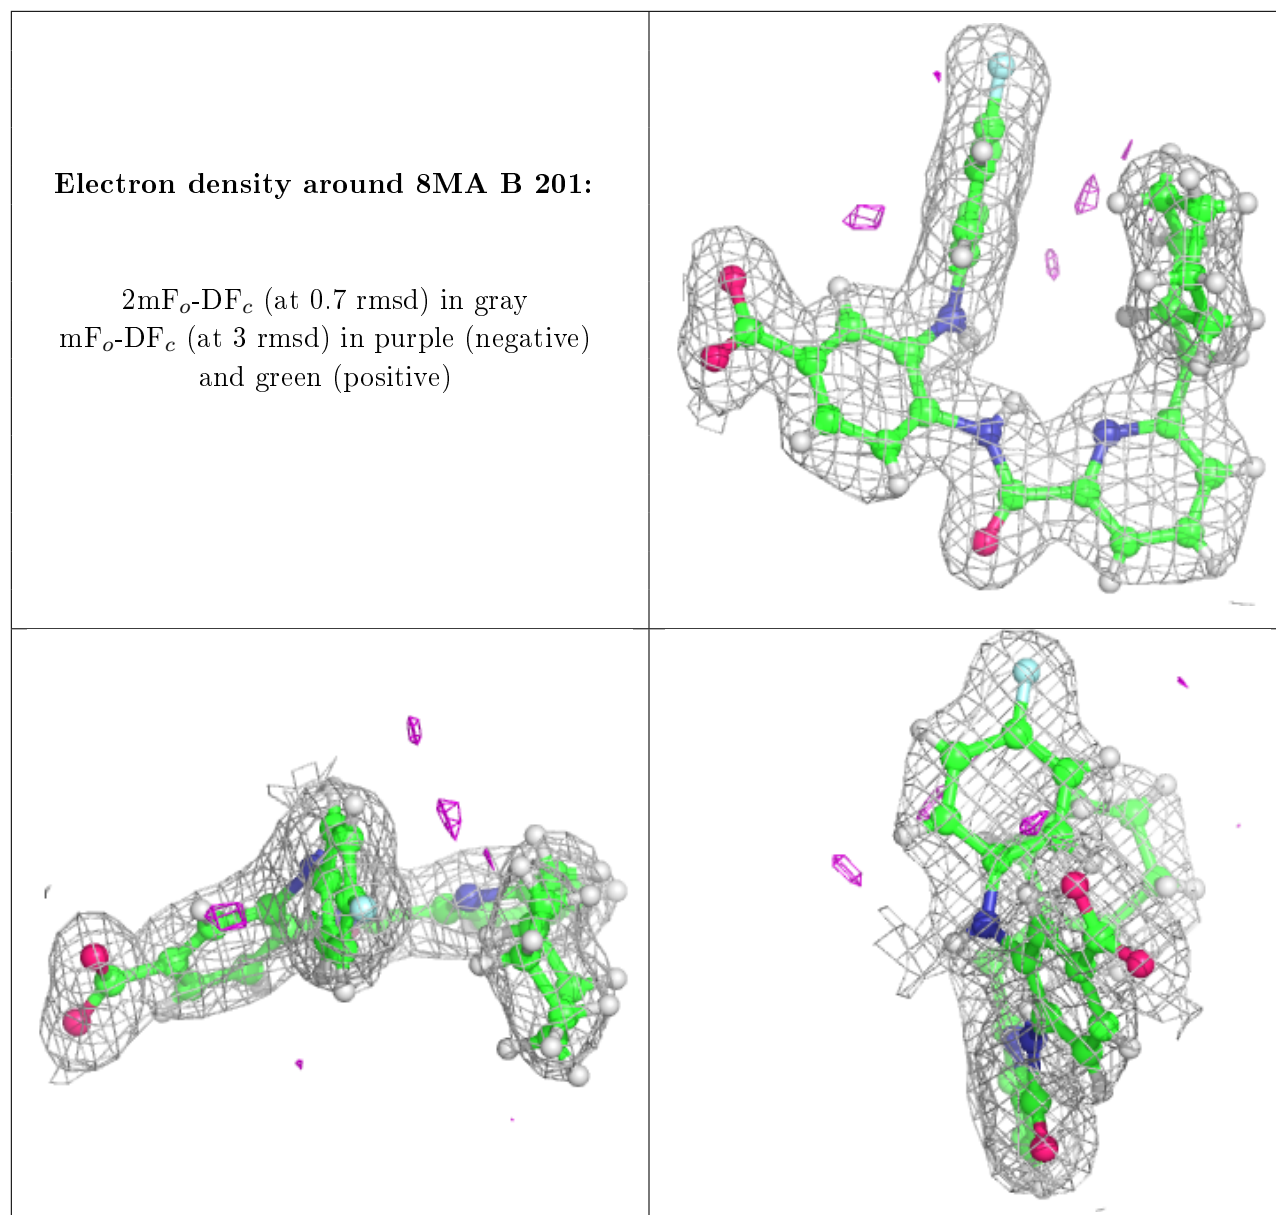 Electron density around 8MA B 201:
2mFo-DFc (at 0.7 rmsd) in gray
mFo-DFc (at 3 rmsd) in purple (negative)
and green (positive)